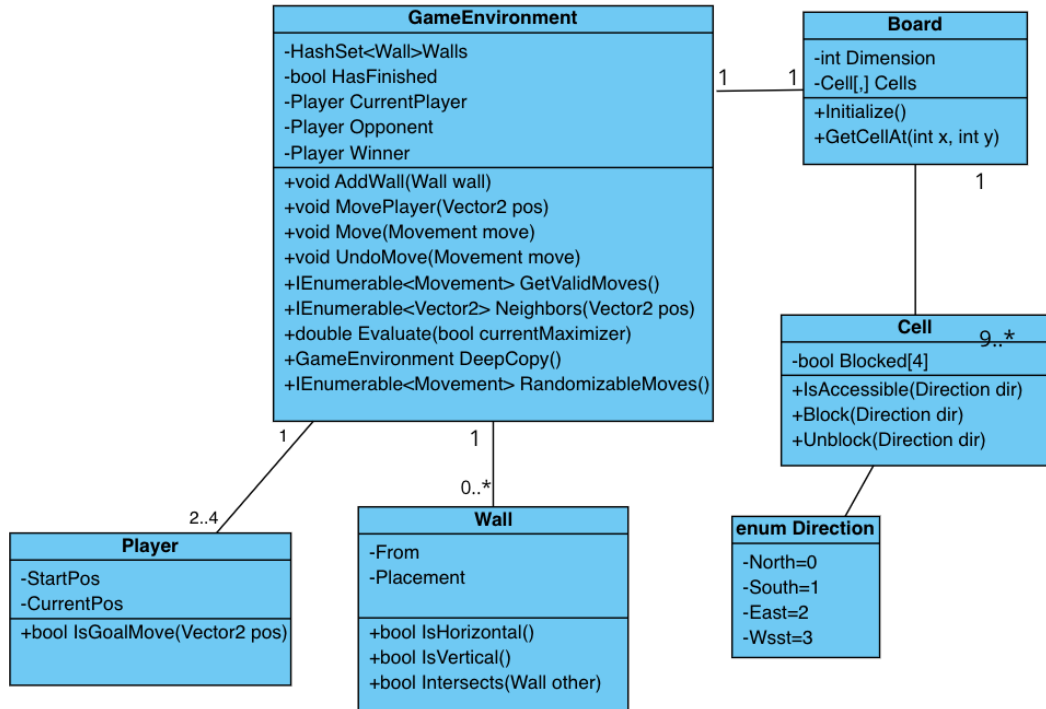 GameEnvironment
-HashSet<Wall>Walls
-bool HasFinished
-Player CurrentPlayer
-Player Opponent
-Player Winner
+void AddWall(Wall wall)
+void MovePlayer(Vector2 pos)
+void Move(Movement move)
+void UndoMove(Movement move)
+IEnumerable<Movement> GetValidMoves()
+IEnumerable<Vector2> Neighbors(Vector2 pos)
+double Evaluate(bool currentMaximizer)
+GameEnvironment DeepCopy()
+IEnumerable<Movement> RandomizableMoves()
1
1
Board
-int Dimension
-Cell[,] Cells
+Initialize()
+GetCellAt(int x, int y)
1
9..*
Cell
-bool Blocked[4]
+IsAccessible(Direction dir)
+Block(Direction dir)
+Unblock(Direction dir)
1
2..4
1
0..*
Player
-StartPos
-CurrentPos
+bool IsGoalMove(Vector2 pos)
Wall
-From
-Placement
+bool IsHorizontal()
+bool IsVertical()
+bool Intersects(Wall other)
enum Direction
-North=0
-South=1
-East=2
-Wsst=3